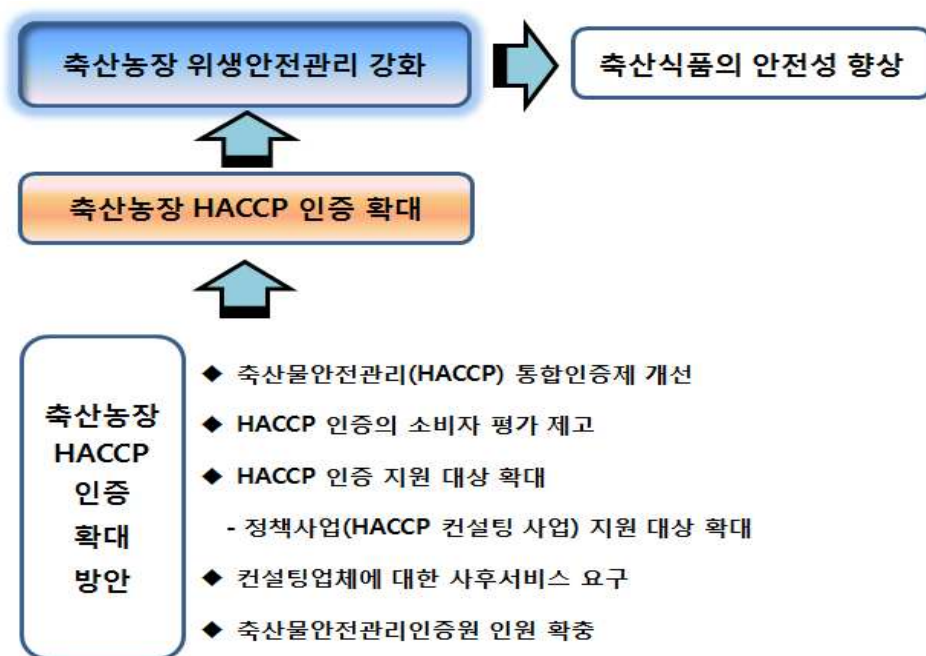 축산농장 위생안전관리 강화
축산식품의 안전성 향상
축산농장 HACCP 인증 확대
축산농장
HACCP
인증
확대
방안
◆ 축산물안전관리(HACCP) 통합인증제 개선
◆ HACCP 인증의 소비자 평가 제고
◆ HACCP 인증 지원 대상 확대
- 정책사업(HACCP 컨설팅 사업) 지원 대상 확대
◆ 컨설팅업체에 대한 사후서비스 요구
◆ 축산물안전관리인증원 인원 확충